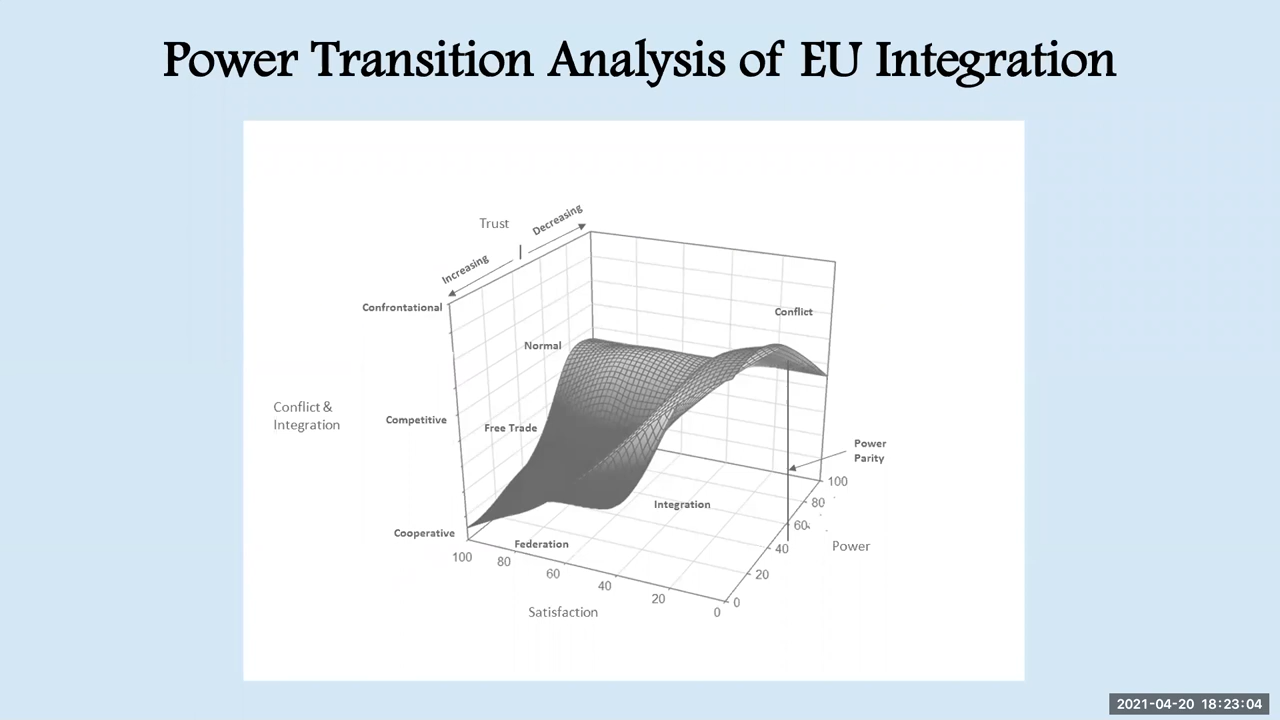 Power Transition Analysis of EU Integration
Trust
Decreasing
Increasing
Confrontational
Conflict
Normal
Conflict &
Integration
Competitive
Free Trade
Power
Parity
100
80
60
40
20
0
Power
Integration
Cooperative
Federation
100
80
60
40
20
0
Satisfaction
2021-04-20 18:23:04